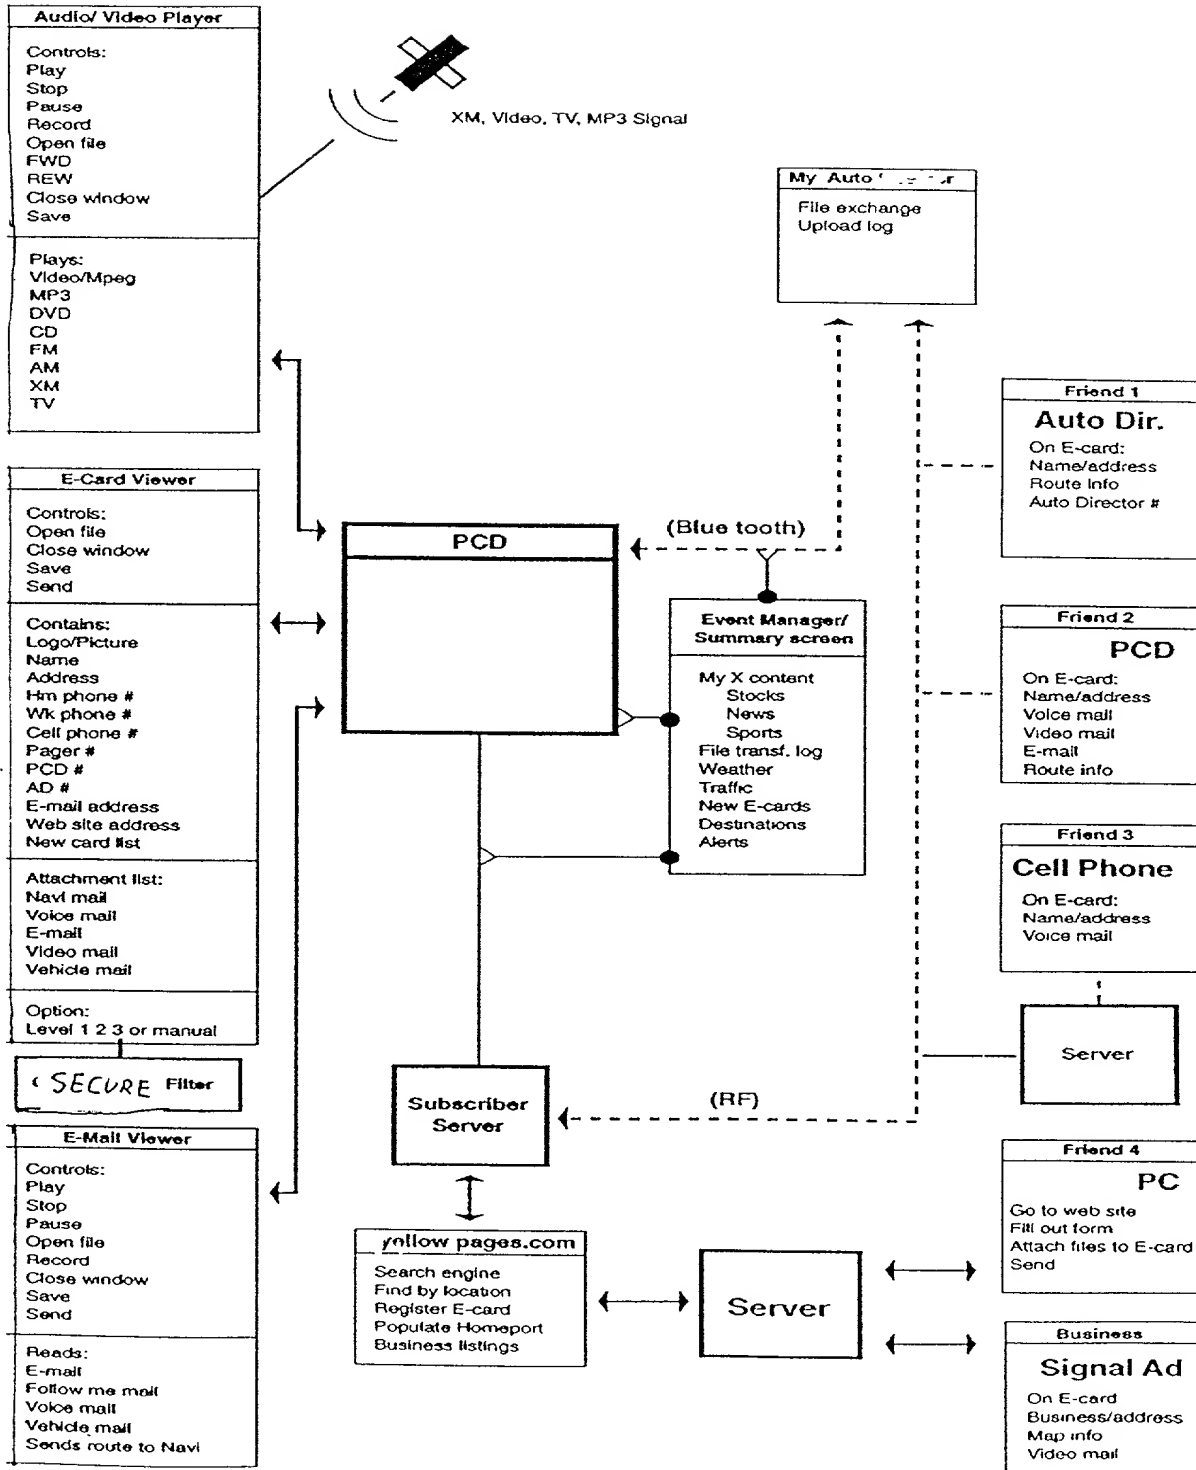 Audio/ Video Player
Controls:
Play
Stop
Pause
Record
Open file
FWD
REW
Close window
Save
Plays:
Video/Mpeg
MP3
DVD
CD
FM
AM
XM
TV
XM, Video, TV, MP3 Signal
My Auto
File exchange
Upload log
E-Card Viewer
Controls:
Open file
Close window
Save
Send
Contains:
Logo/Picture
Name
Address
Hm phone #
Wk phone #
Cell phone #
Pager #
PCD #
AD #
E-mail address
Web site address
New card list
Attachment list:
Navi mail
Voice mail
E-mail
Video mail
Vehicle mail
Option:
Level 1 2 3 or manual
SECURE Filter
E-Mail Viewer
Controls:
Play
Stop
Pause
Open file
Record
Close window
Save
Send
Reads:
E-mail
Follow me mail
Voice mail
Vehicle mail
Sends route to Navi
PCD
(Blue tooth)
Event Manager/
Summary screen
My X content
Stocks
News
Sports
File transf. log
Weather
Traffic
New E-cards
Destinations
Alerts
Subscriber
Server
(RF)
yellow pages.com
Search engine
Find by location
Register E-card
Populate Homeport
Business listings
Server
Friend 1
Auto Dir.
On E-card:
Name/address
Route Info
Auto Director #
Friend 2
PCD
On E-card:
Name/address
Voice mail
Video mail
E-mail
Route info
Friend 3
Cell Phone
On E-card:
Name/address
Voice mail
Server
Friend 4
PC
Go to web site
Fill out form
Attach files to E-card
Send
Business
Signal Ad
On E-card
Business/address
Map info
Video mail